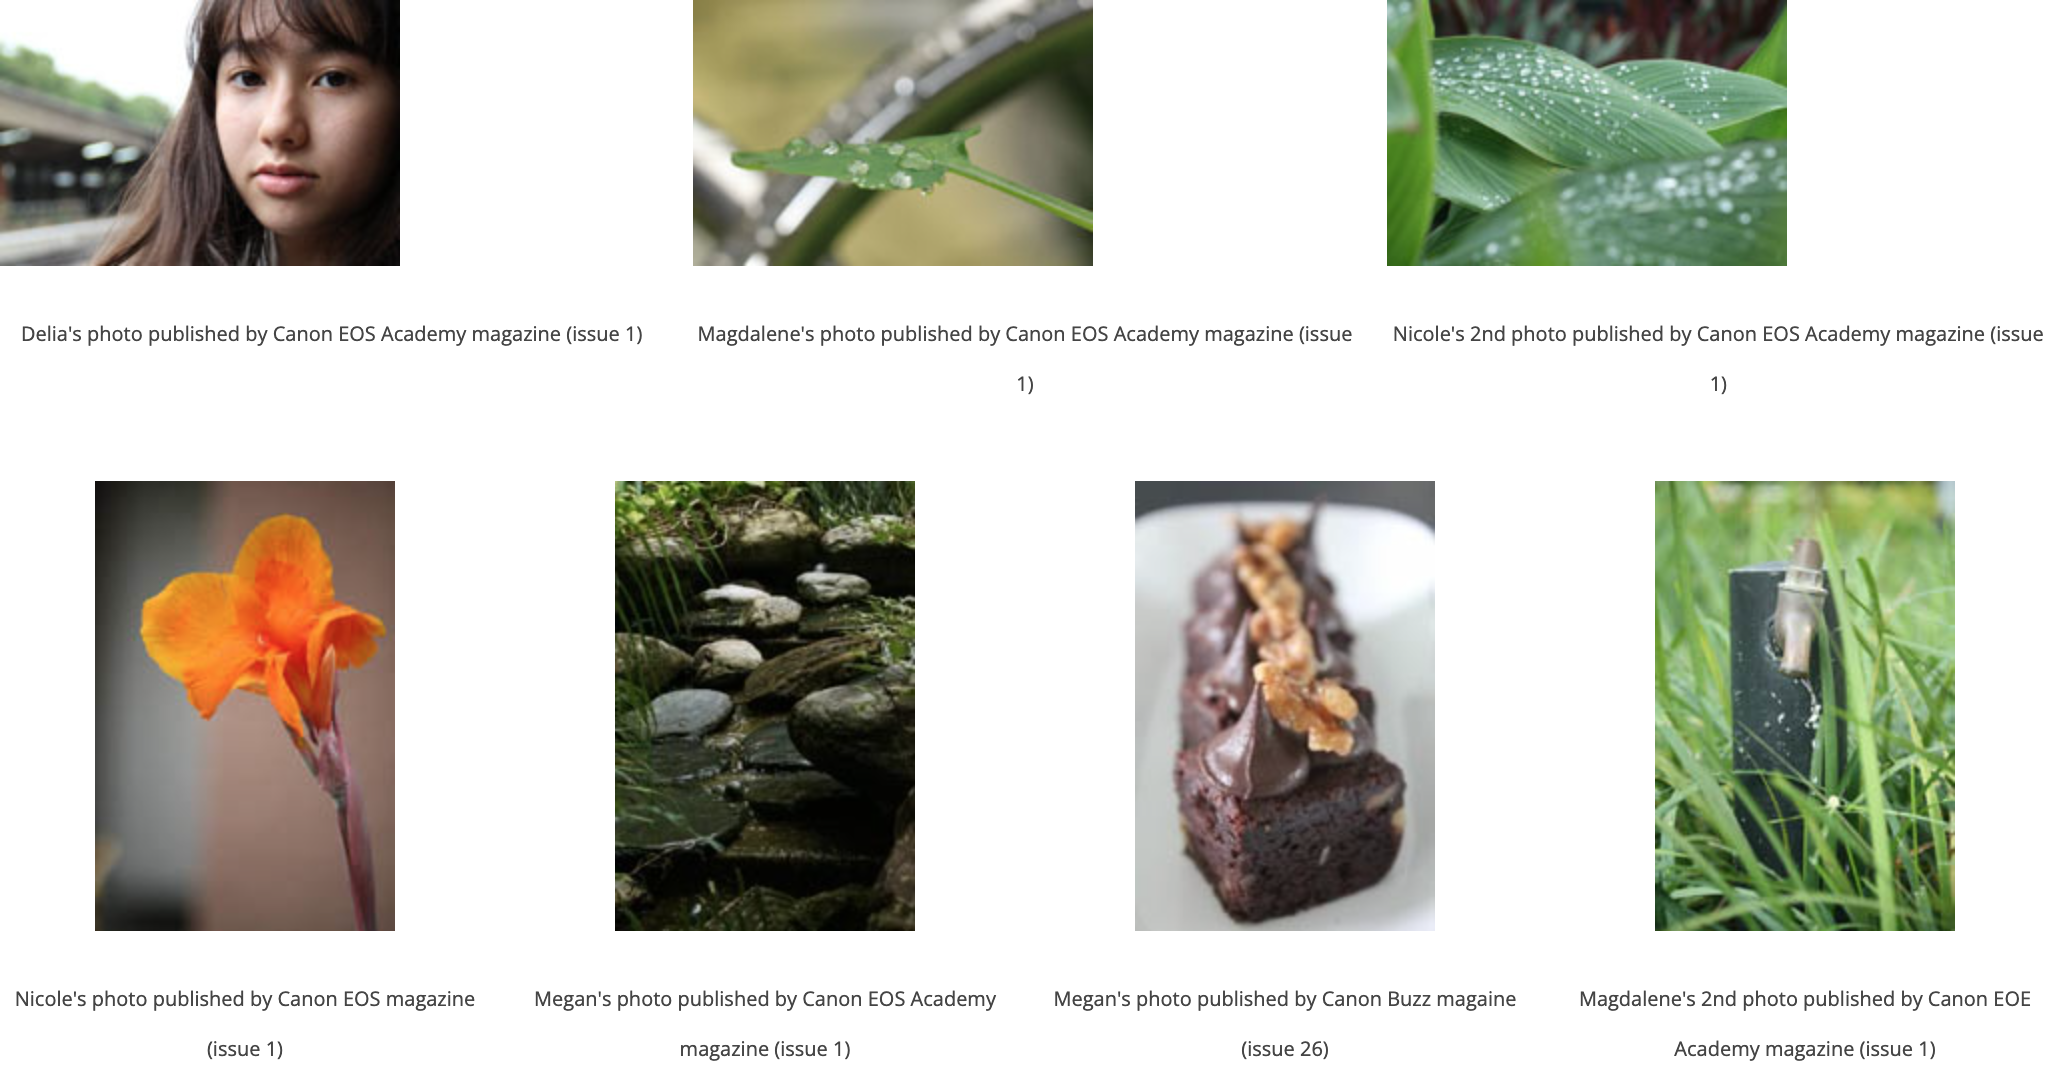 Delia's photo published by Canon EOS Academy magazine (issue 1)
Magdalene's photo published by Canon EOS Academy magazine (issue
1)
Nicole's 2nd photo published by Canon EOS Academy magazine (issue
1)
Nicole's photo published by Canon EOS magazine
(issue 1)
Megan's photo published by Canon EOS Academy
magazine (issue 1)
Megan's photo published by Canon Buzz magaine
(issue 26)
Magdalene's 2nd photo published by Canon EOE
Academy magazine (issue 1)